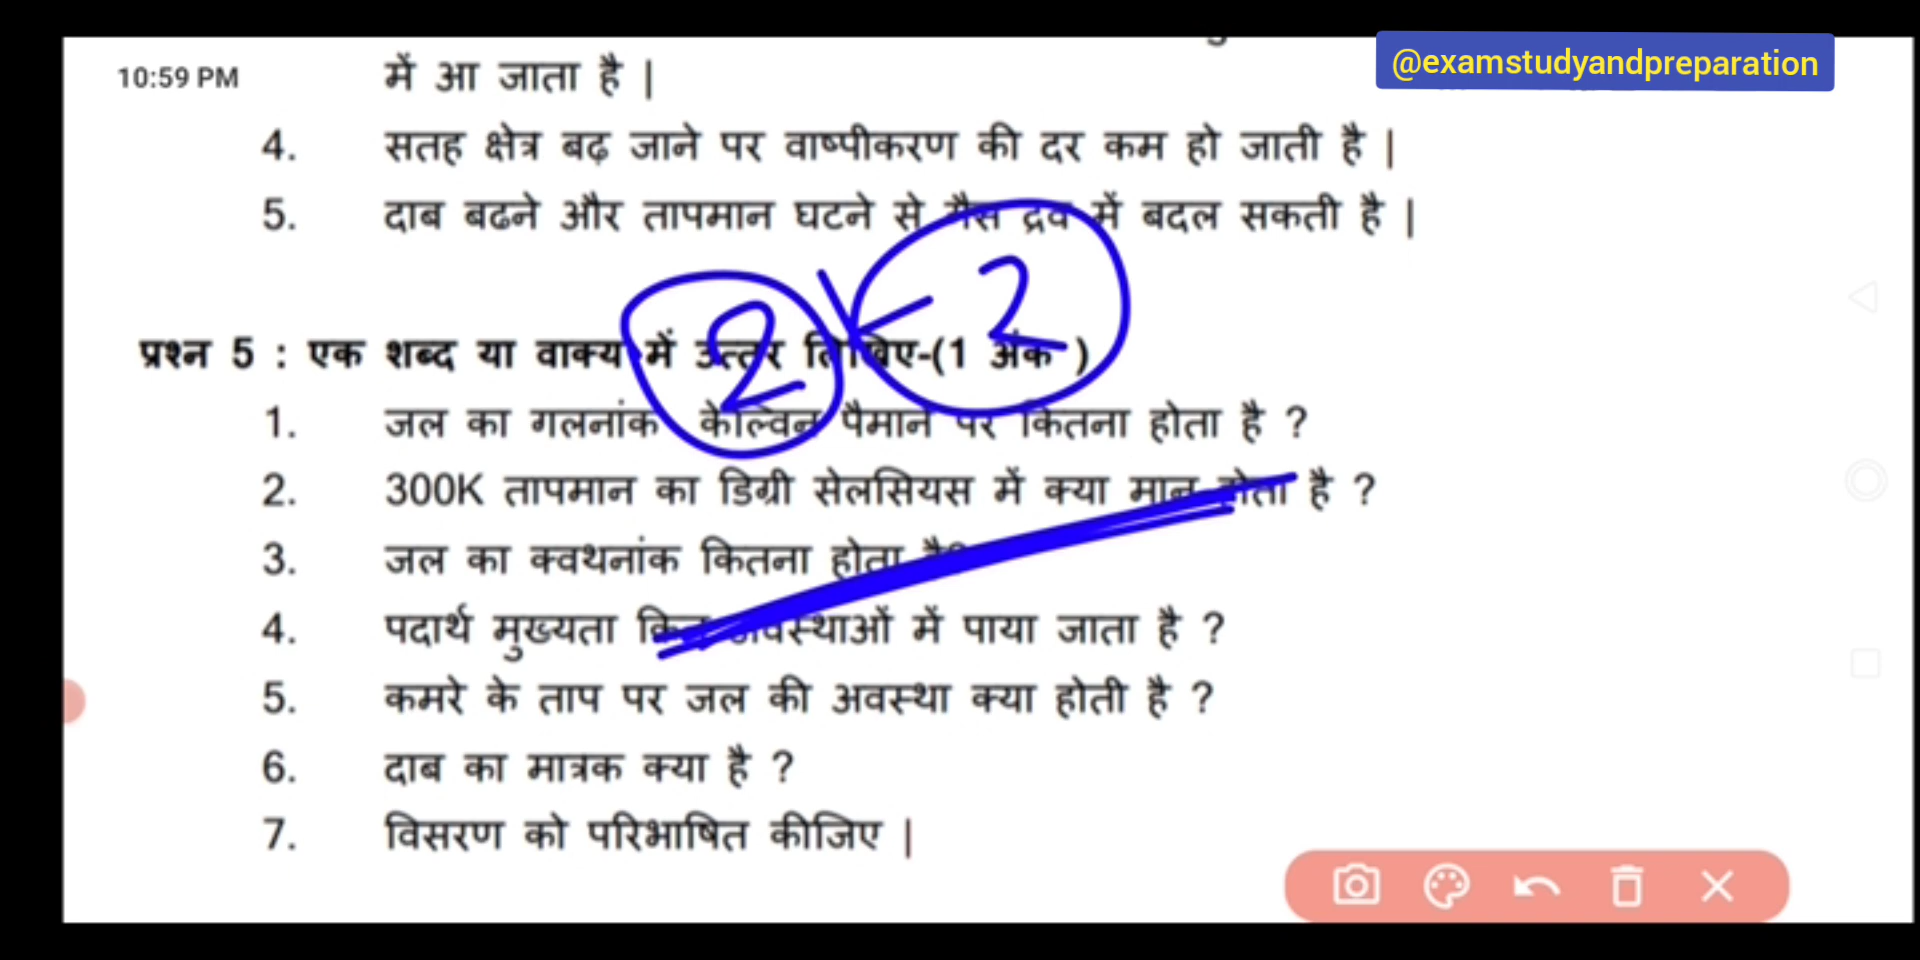 @examstudyandpreparation
10:59 PM
में आ जाता है |
4. सतह क्षेत्र बढ़ जाने पर वाष्पीकरण की दर कम हो जाती है |
5. दाब बढने और तापमान घटने से गैस द्रव में बदल सकती है |
2 2
प्रश्न 5 : एक शब्द या वाक्य में उत्तर लिखिए-(1 अंक )
1. जल का गलनांक केल्विन पैमाने पर कितना होता है ?
2. 300K तापमान का डिग्री सेलसियस में क्या मान होता है ?
3. जल का क्वथनांक कितना होता है
4. पदार्थ मुख्यता किन अवस्थाओं में पाया जाता है ?
5. कमरे के ताप पर जल की अवस्था क्या होती है ?
6. दाब का मात्रक क्या है ?
7. विसरण को परिभाषित कीजिए |